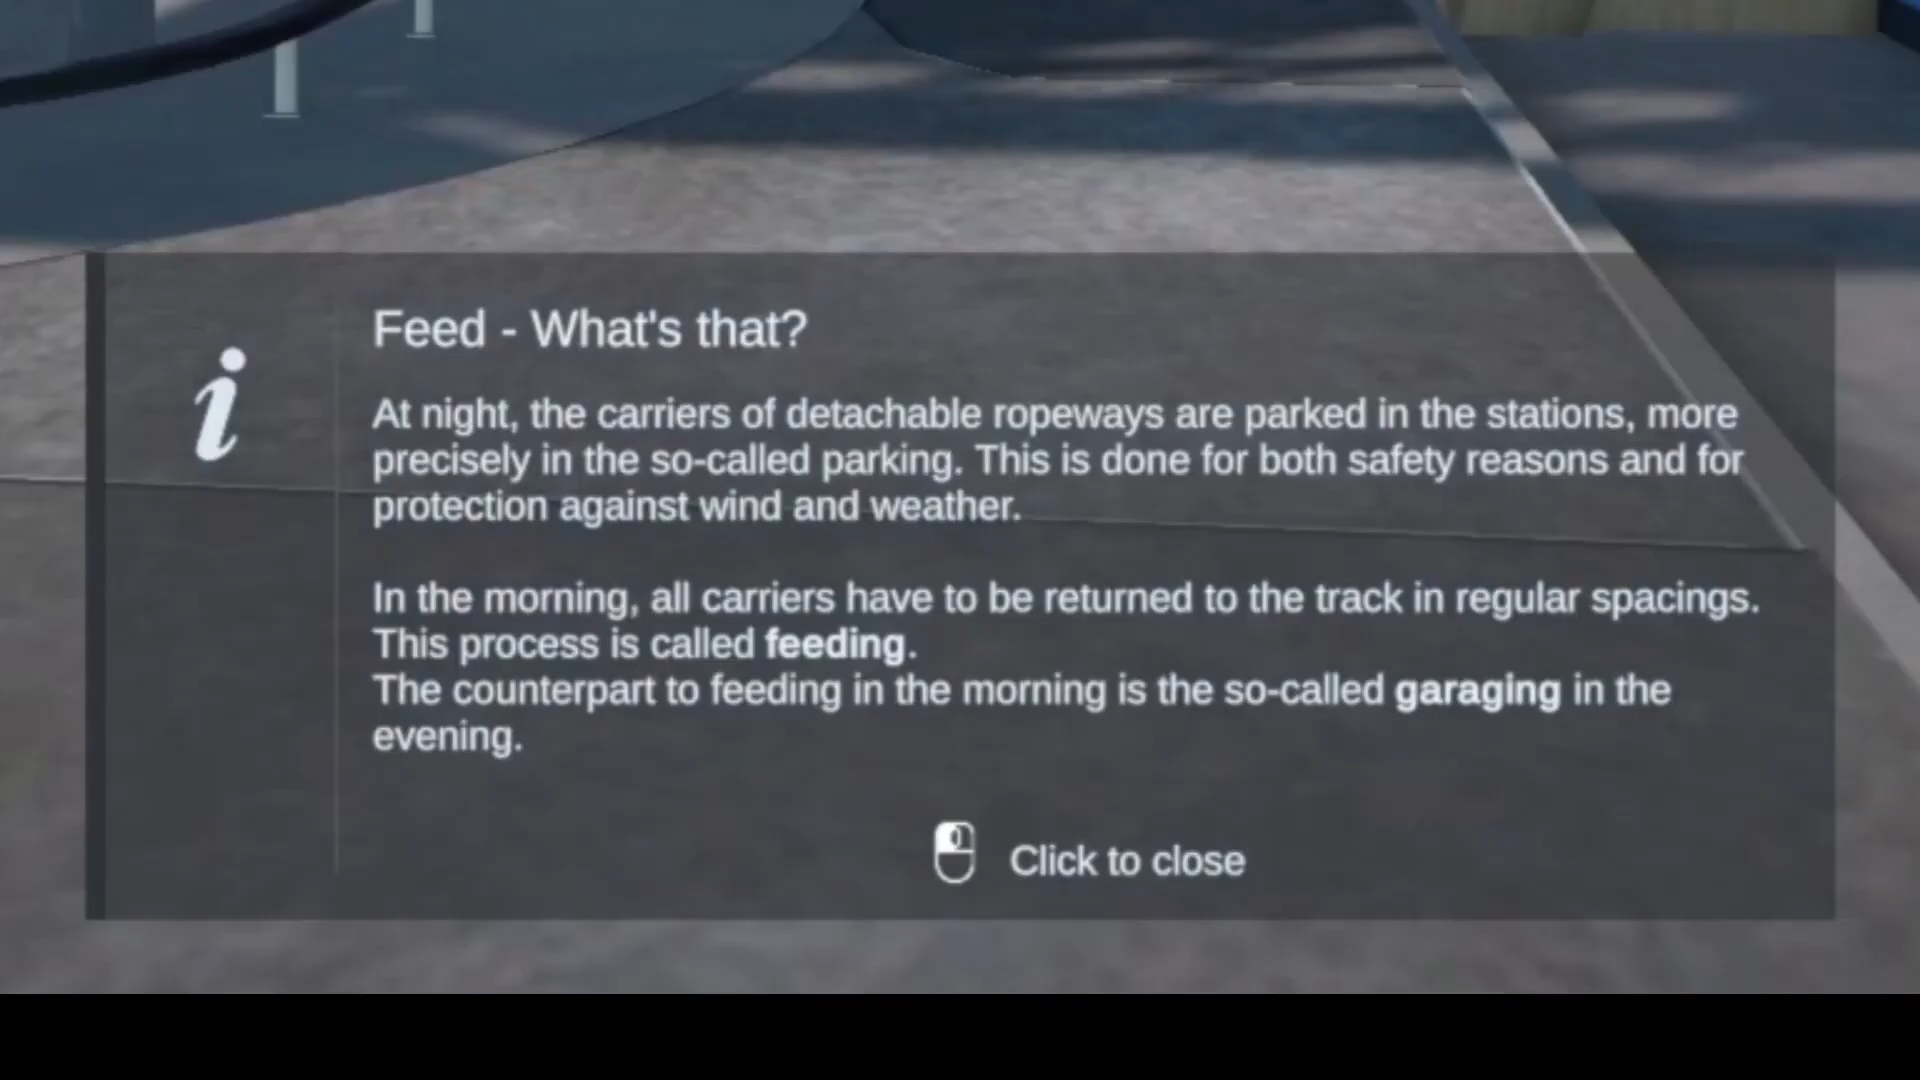 Feed - What's that?
At night, the carriers of detachable ropeways are parked in the stations, more
precisely in the so-called parking. This is done for both safety reasons and for
protection against wind and weather.
In the morning, all carriers have to be returned to the track in regular spacings.
This process is called feeding.
The counterpart to feeding in the morning is the so-called garaging in the
evening.
Click to close